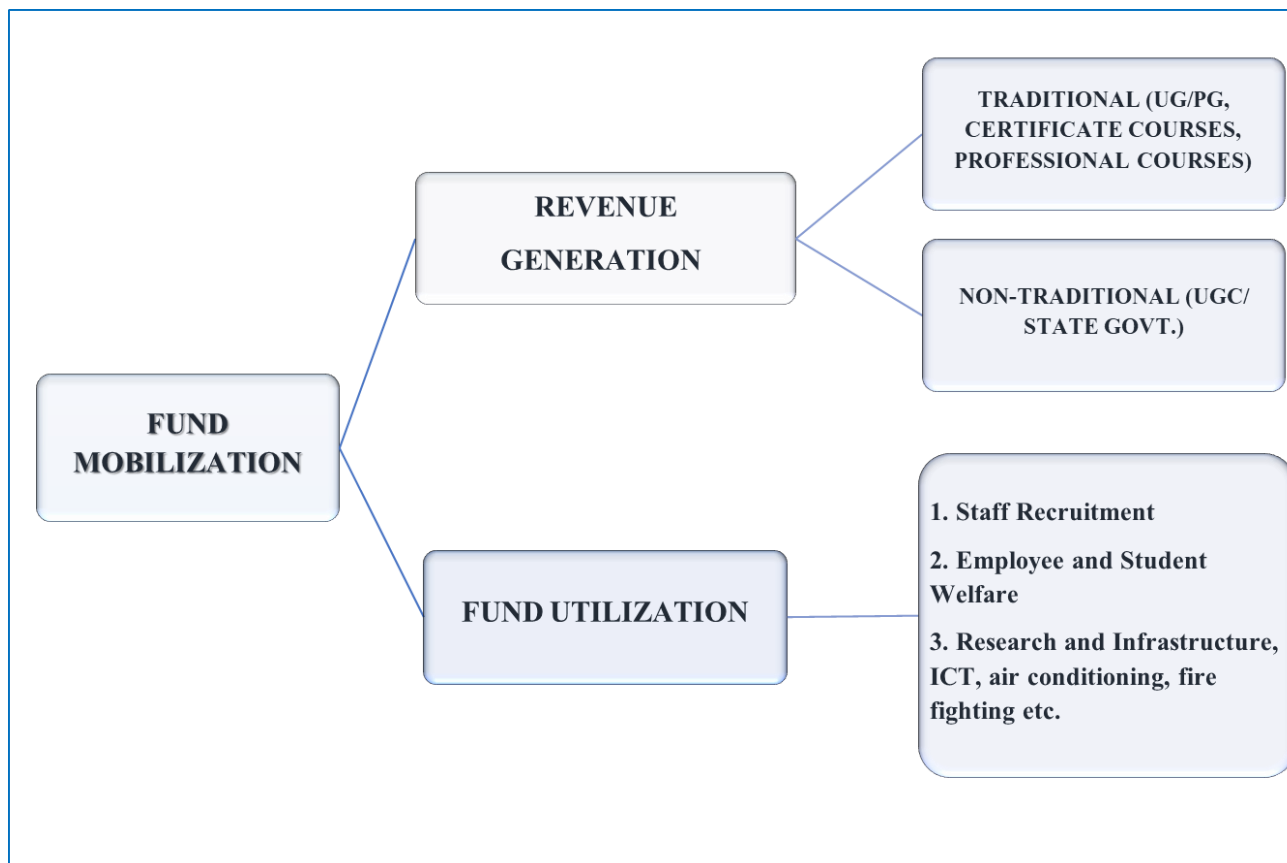 TRADITIONAL (UG/PG,
CERTIFICATE COURSES,
PROFESSIONAL COURSES)
REVENUE
GENERATION
NON-TRADITIONAL (UGC/
STATE GOVT.)
FUND
MOBILIZATION
FUND UTILIZATION
1. Staff Recruitment
2. Employee and Student
Welfare
3. Research and Infrastructure,
ICT, air conditioning, fire
fighting etc.